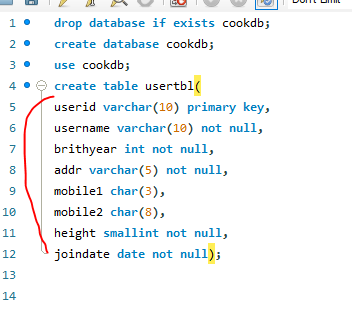 Don't Limit
1 drop database if exists cookdb;
2 create database cookdb;
3 use cookdb;
4 create table usertbl(
5 userid varchar(10) primary key,
6 username varchar(10) not null,
7 brithyear int not null,
8 addr varchar(5) not null,
9 mobile1 char(3),
10 mobile2 char(8),
11 height smallint not null,
12 joindate date not null);
13
14